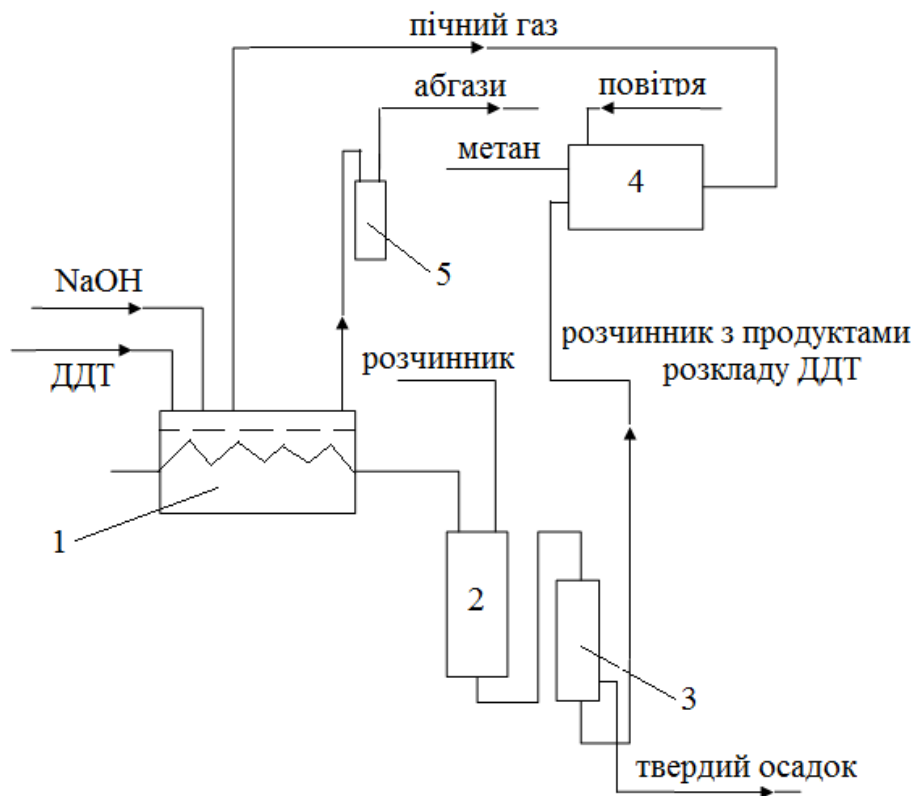 пічний газ
абгази
повітря
метан
4
5
NaOH
ДДТ
розчинник
розчинник з продуктами
розкладу ДДТ
1
2
3
твердий осадок